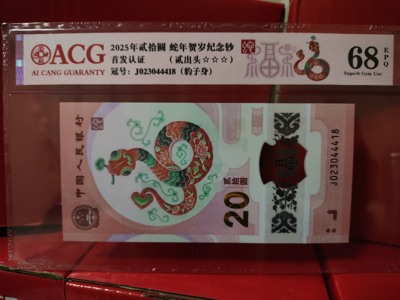 ACG
AI CANG GUARANTY
2025年贰拾圆 蛇年贺岁纪念钞
首发认证 (贰出头☆☆☆)
冠号: J023044418 (豹子身)
福
68 EPQ
Superb Gem Unc
中国人民银行
20
贰拾圆
J023044418